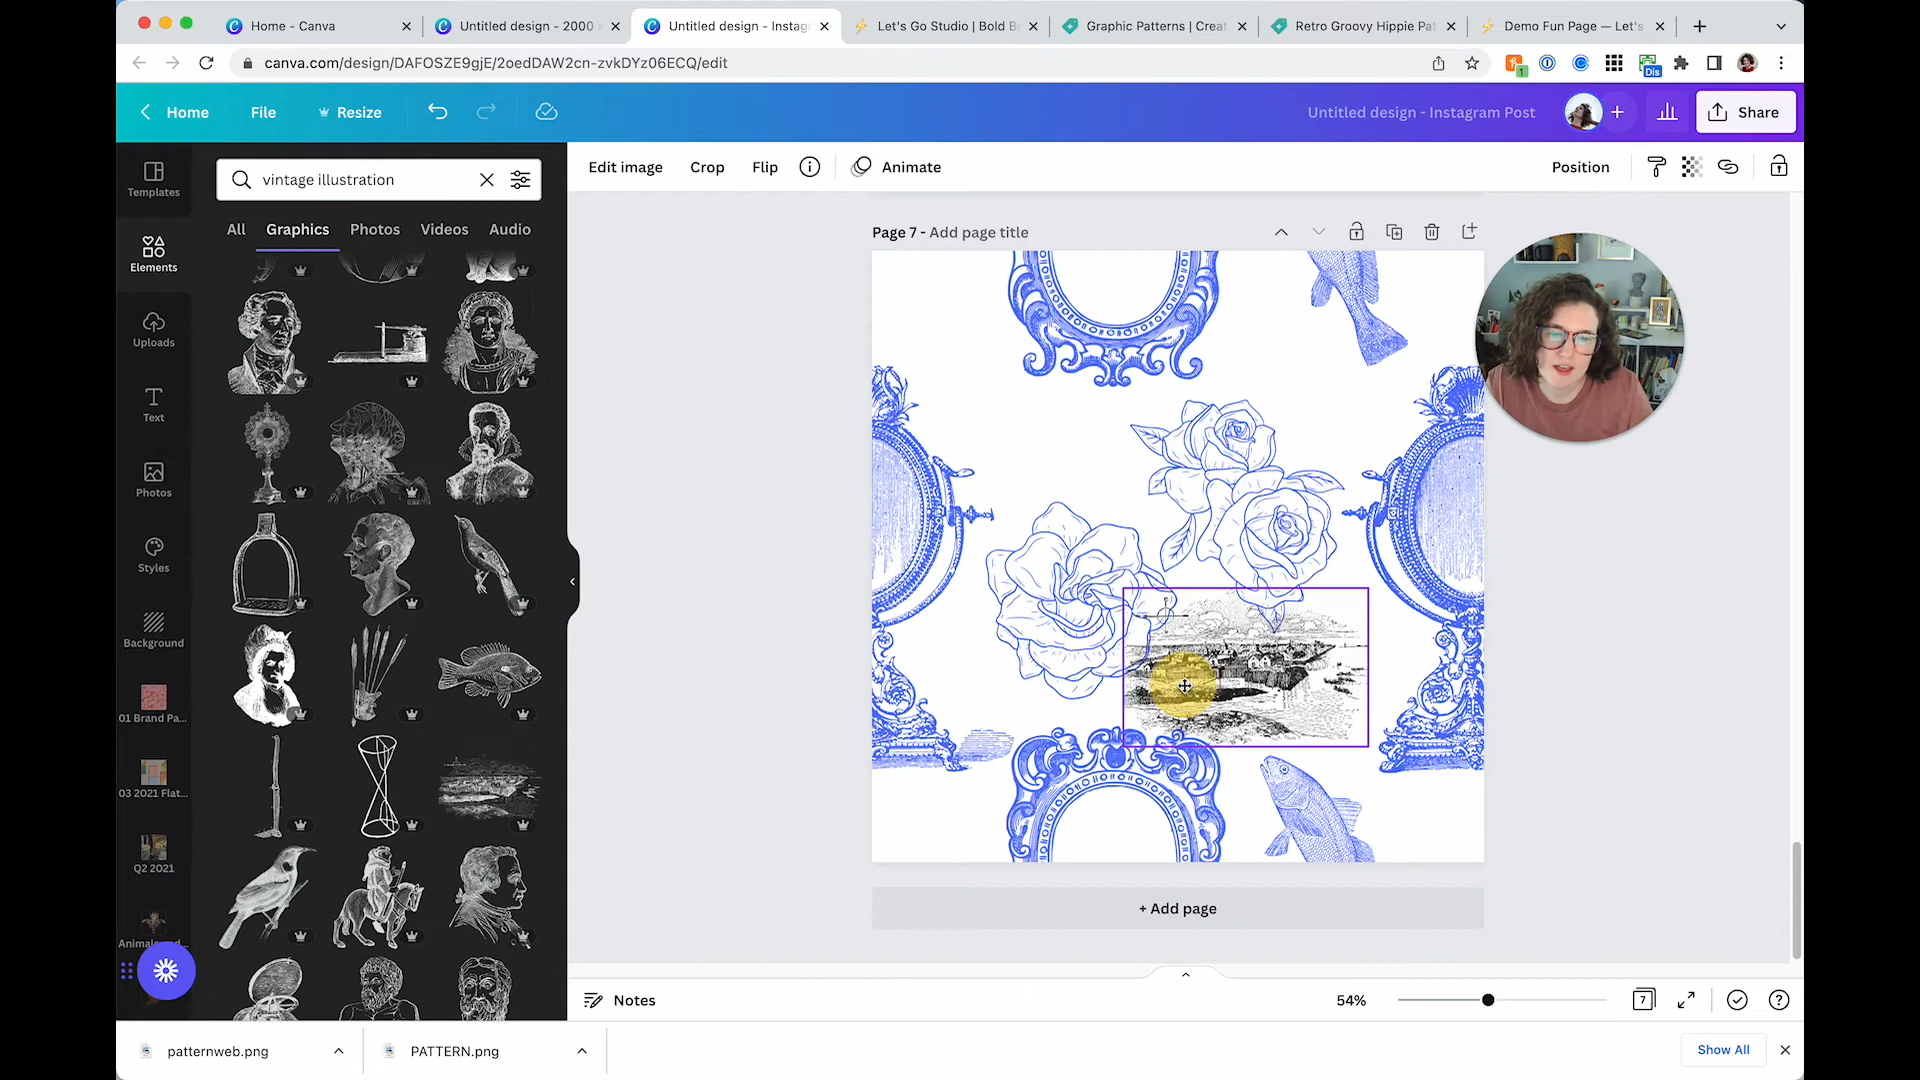 Home - Canva
Untitled design - 2000
Untitled design - Instag
Let's Go Studio | Bold B
Graphic Patterns | Creat
Retro Groovy Hippie Pat
Demo Fun Page — Let's
canva.com/design/DAFOSZE9gjE/2oedDAW2cn-zvkDYz06ECQ/edit
1
Dis
Home
File
Resize
Untitled design - Instagram Post
Share
Templates
Elements
Uploads
Text
Photos
Styles
Background
01 Brand Pa...
03 2021 Flat...
Q2 2021
Animals and...
vintage illustration
All
Graphics
Photos
Videos
Audio
Edit image
Crop
Flip
Animate
Position
Page 7 - Add page title
+ Add page
Notes
54%
7
patternweb.png
PATTERN.png
Show All